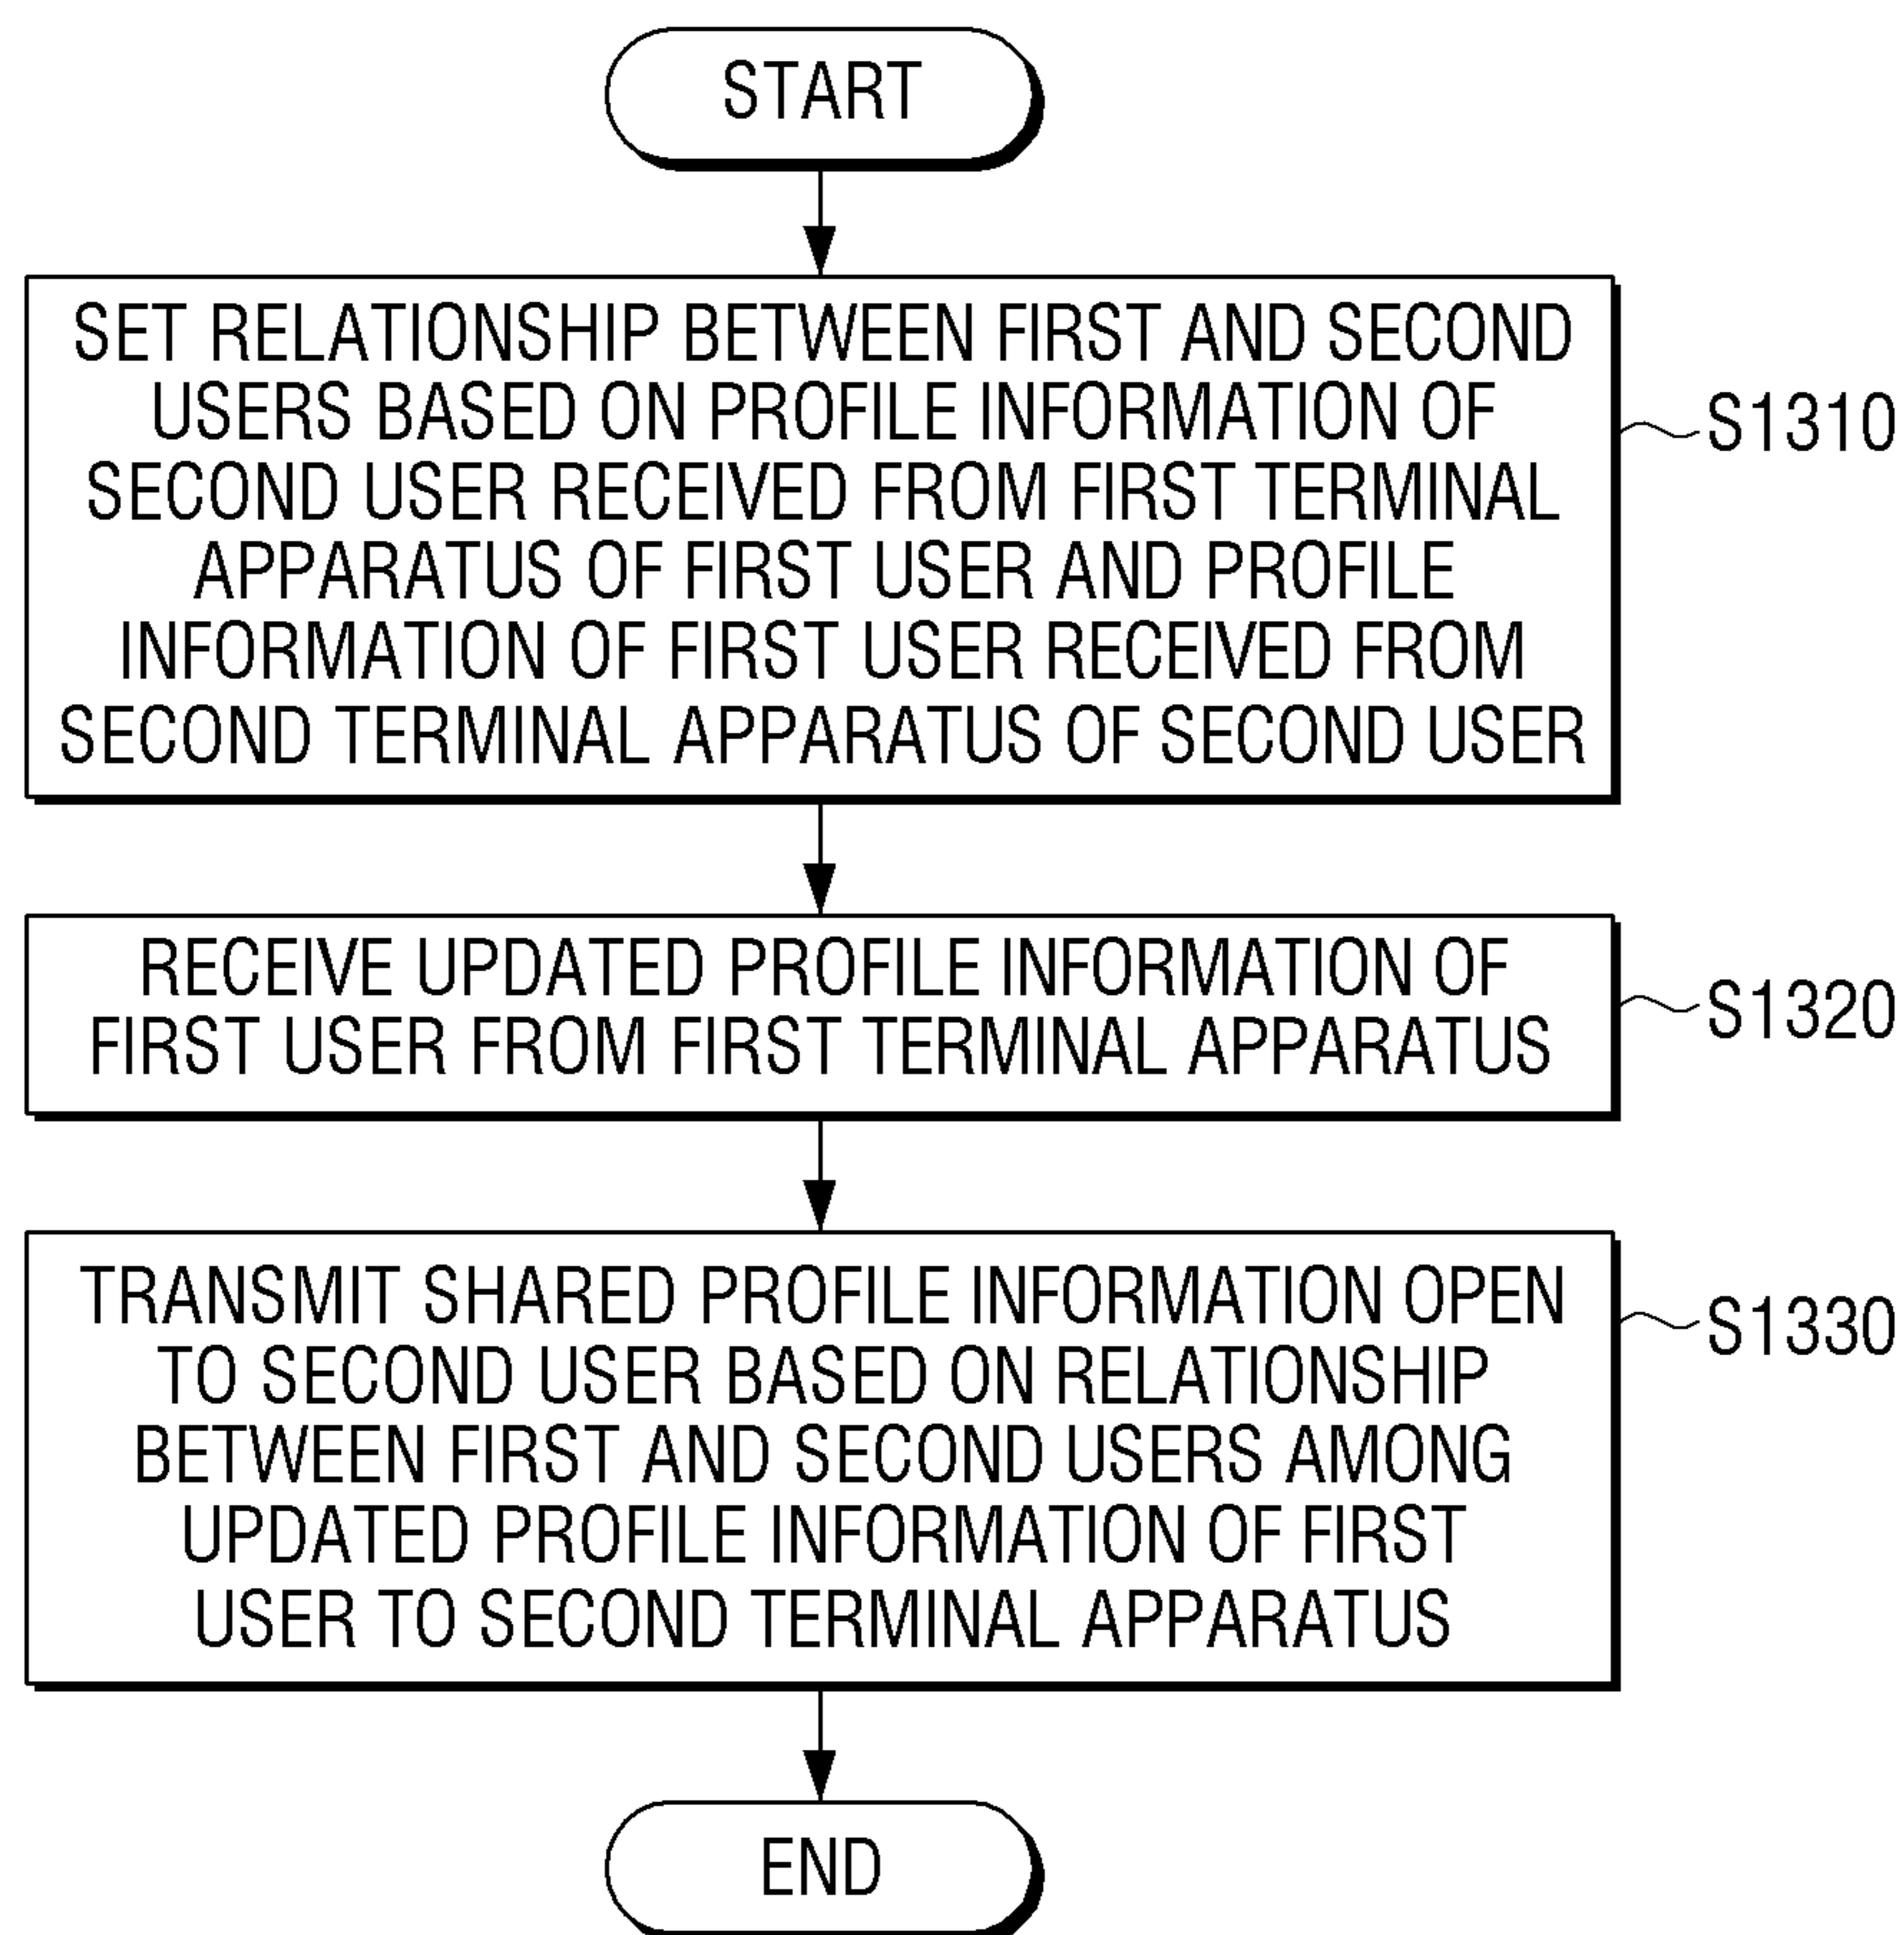 START
SET RELATIONSHIP BETWEEN FIRST AND SECOND
USERS BASED ON PROFILE INFORMATION OF
SECOND USER RECEIVED FROM FIRST TERMINAL
APPARATUS OF FIRST USER AND PROFILE
INFORMATION OF FIRST USER RECEIVED FROM
SECOND TERMINAL APPARATUS OF SECOND USER
S1310
RECEIVE UPDATED PROFILE INFORMATION OF
FIRST USER FROM FIRST TERMINAL APPARATUS
S1320
TRANSMIT SHARED PROFILE INFORMATION OPEN
TO SECOND USER BASED ON RELATIONSHIP
BETWEEN FIRST AND SECOND USERS AMONG
UPDATED PROFILE INFORMATION OF FIRST
USER TO SECOND TERMINAL APPARATUS
S1330
END